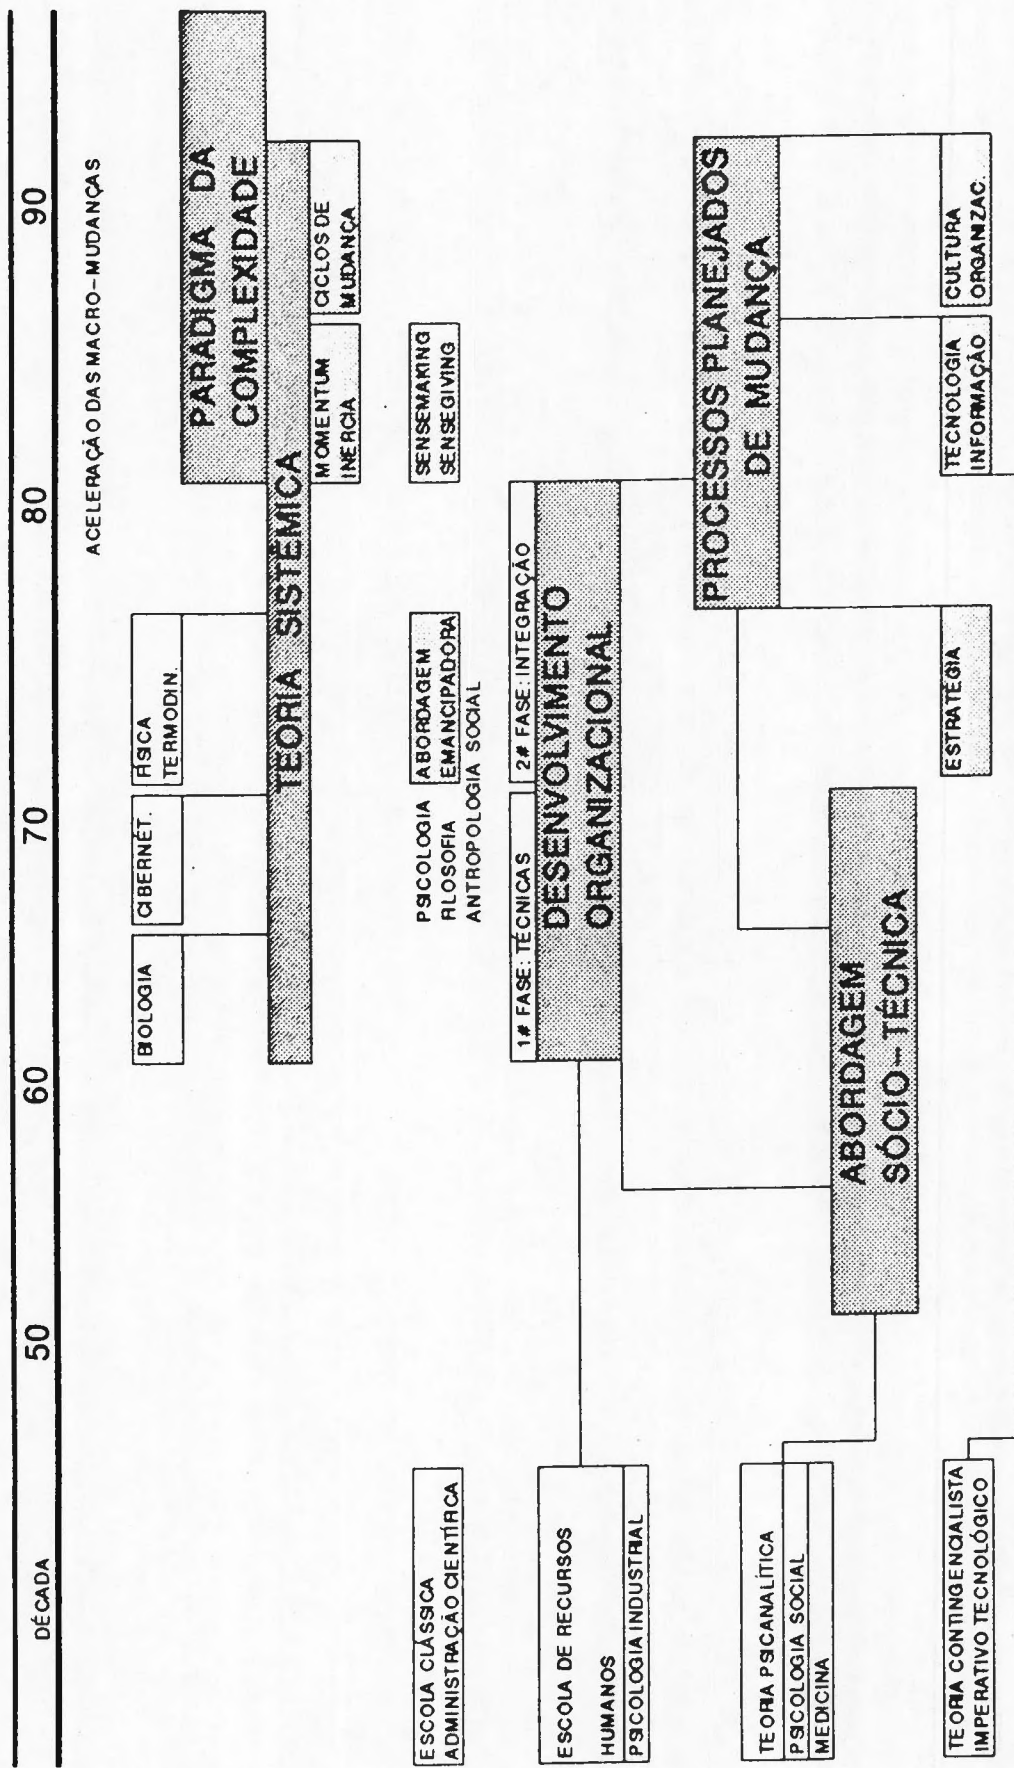 DÉCADA
50
60
70
80
90
ACELERAÇÃO DAS MACRO-MUDANÇAS
BIOLOGIA
CIBERNÉT.
FÍSICA
TERMODIN.
PARADIGMA DA
COMPLEXIDADE
TEORIA SISTÊMICA
MOMENTUM
INERCIA
CICLOS DE
MUDANÇA
ESCOLA CLÁSSICA
ADMINISTRAÇÃO CIENTÍFICA
PSICOLOGIA
FILOSOFIA
ANTROPOLOGIA SOCIAL
ABORDAGEM
EMANCIPADORA
SENSEMAKING
SENSEGIVING
1# FASE: TÉCNICAS
2# FASE: INTEGRAÇÃO
DESENVOLVIMENTO
ORGANIZACIONAL
ESCOLA DE RECURSOS
HUMANOS
PSICOLOGIA INDUSTRIAL
PROCESSOS PLANEJADOS
DE MUDANÇA
TEORIA PSICANALÍTICA
PSICOLOGIA SOCIAL
MEDICINA
ABORDAGEM
SÓCIO-TÉCNICA
TEORIA CONTINGENCIALISTA
IMPERATIVO TECNOLÓGICO
ESTRATÉGIA
TECNOLOGIA
INFORMAÇÃO
CULTURA
ORGANIZAC.